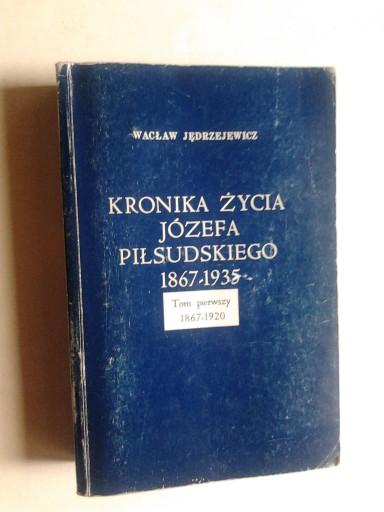 WACŁAW JĘDRZEJEWICZ
KRONIKA ŻYCIA
JÓZEFA
PIŁSUDSKIEGO
1867-1935
Tom pierwszy
1867-1920